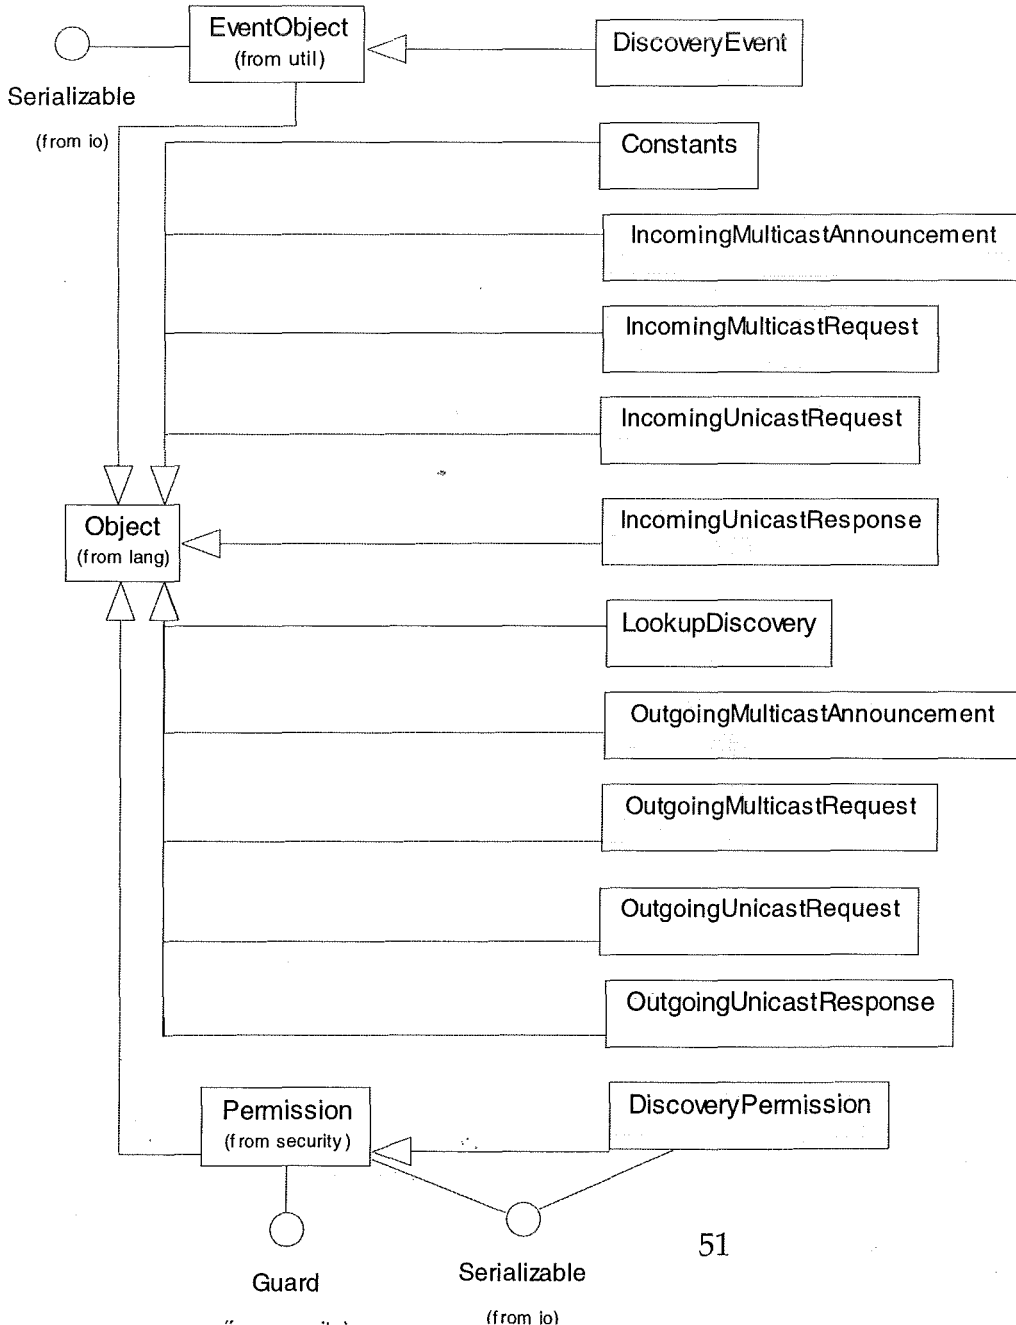 EventObject
(from util)
DiscoveryEvent
Serializable
(from io)
Constants
IncomingMulticastAnnouncement
IncomingMulticastRequest
IncomingUnicastRequest
Object
(from lang)
IncomingUnicastResponse
LookupDiscovery
OutgoingMulticastAnnouncement
OutgoingMulticastRequest
OutgoingUnicastRequest
OutgoingUnicastResponse
Permission
(from security)
DiscoveryPermission
51
Guard
Serializable
(from io)